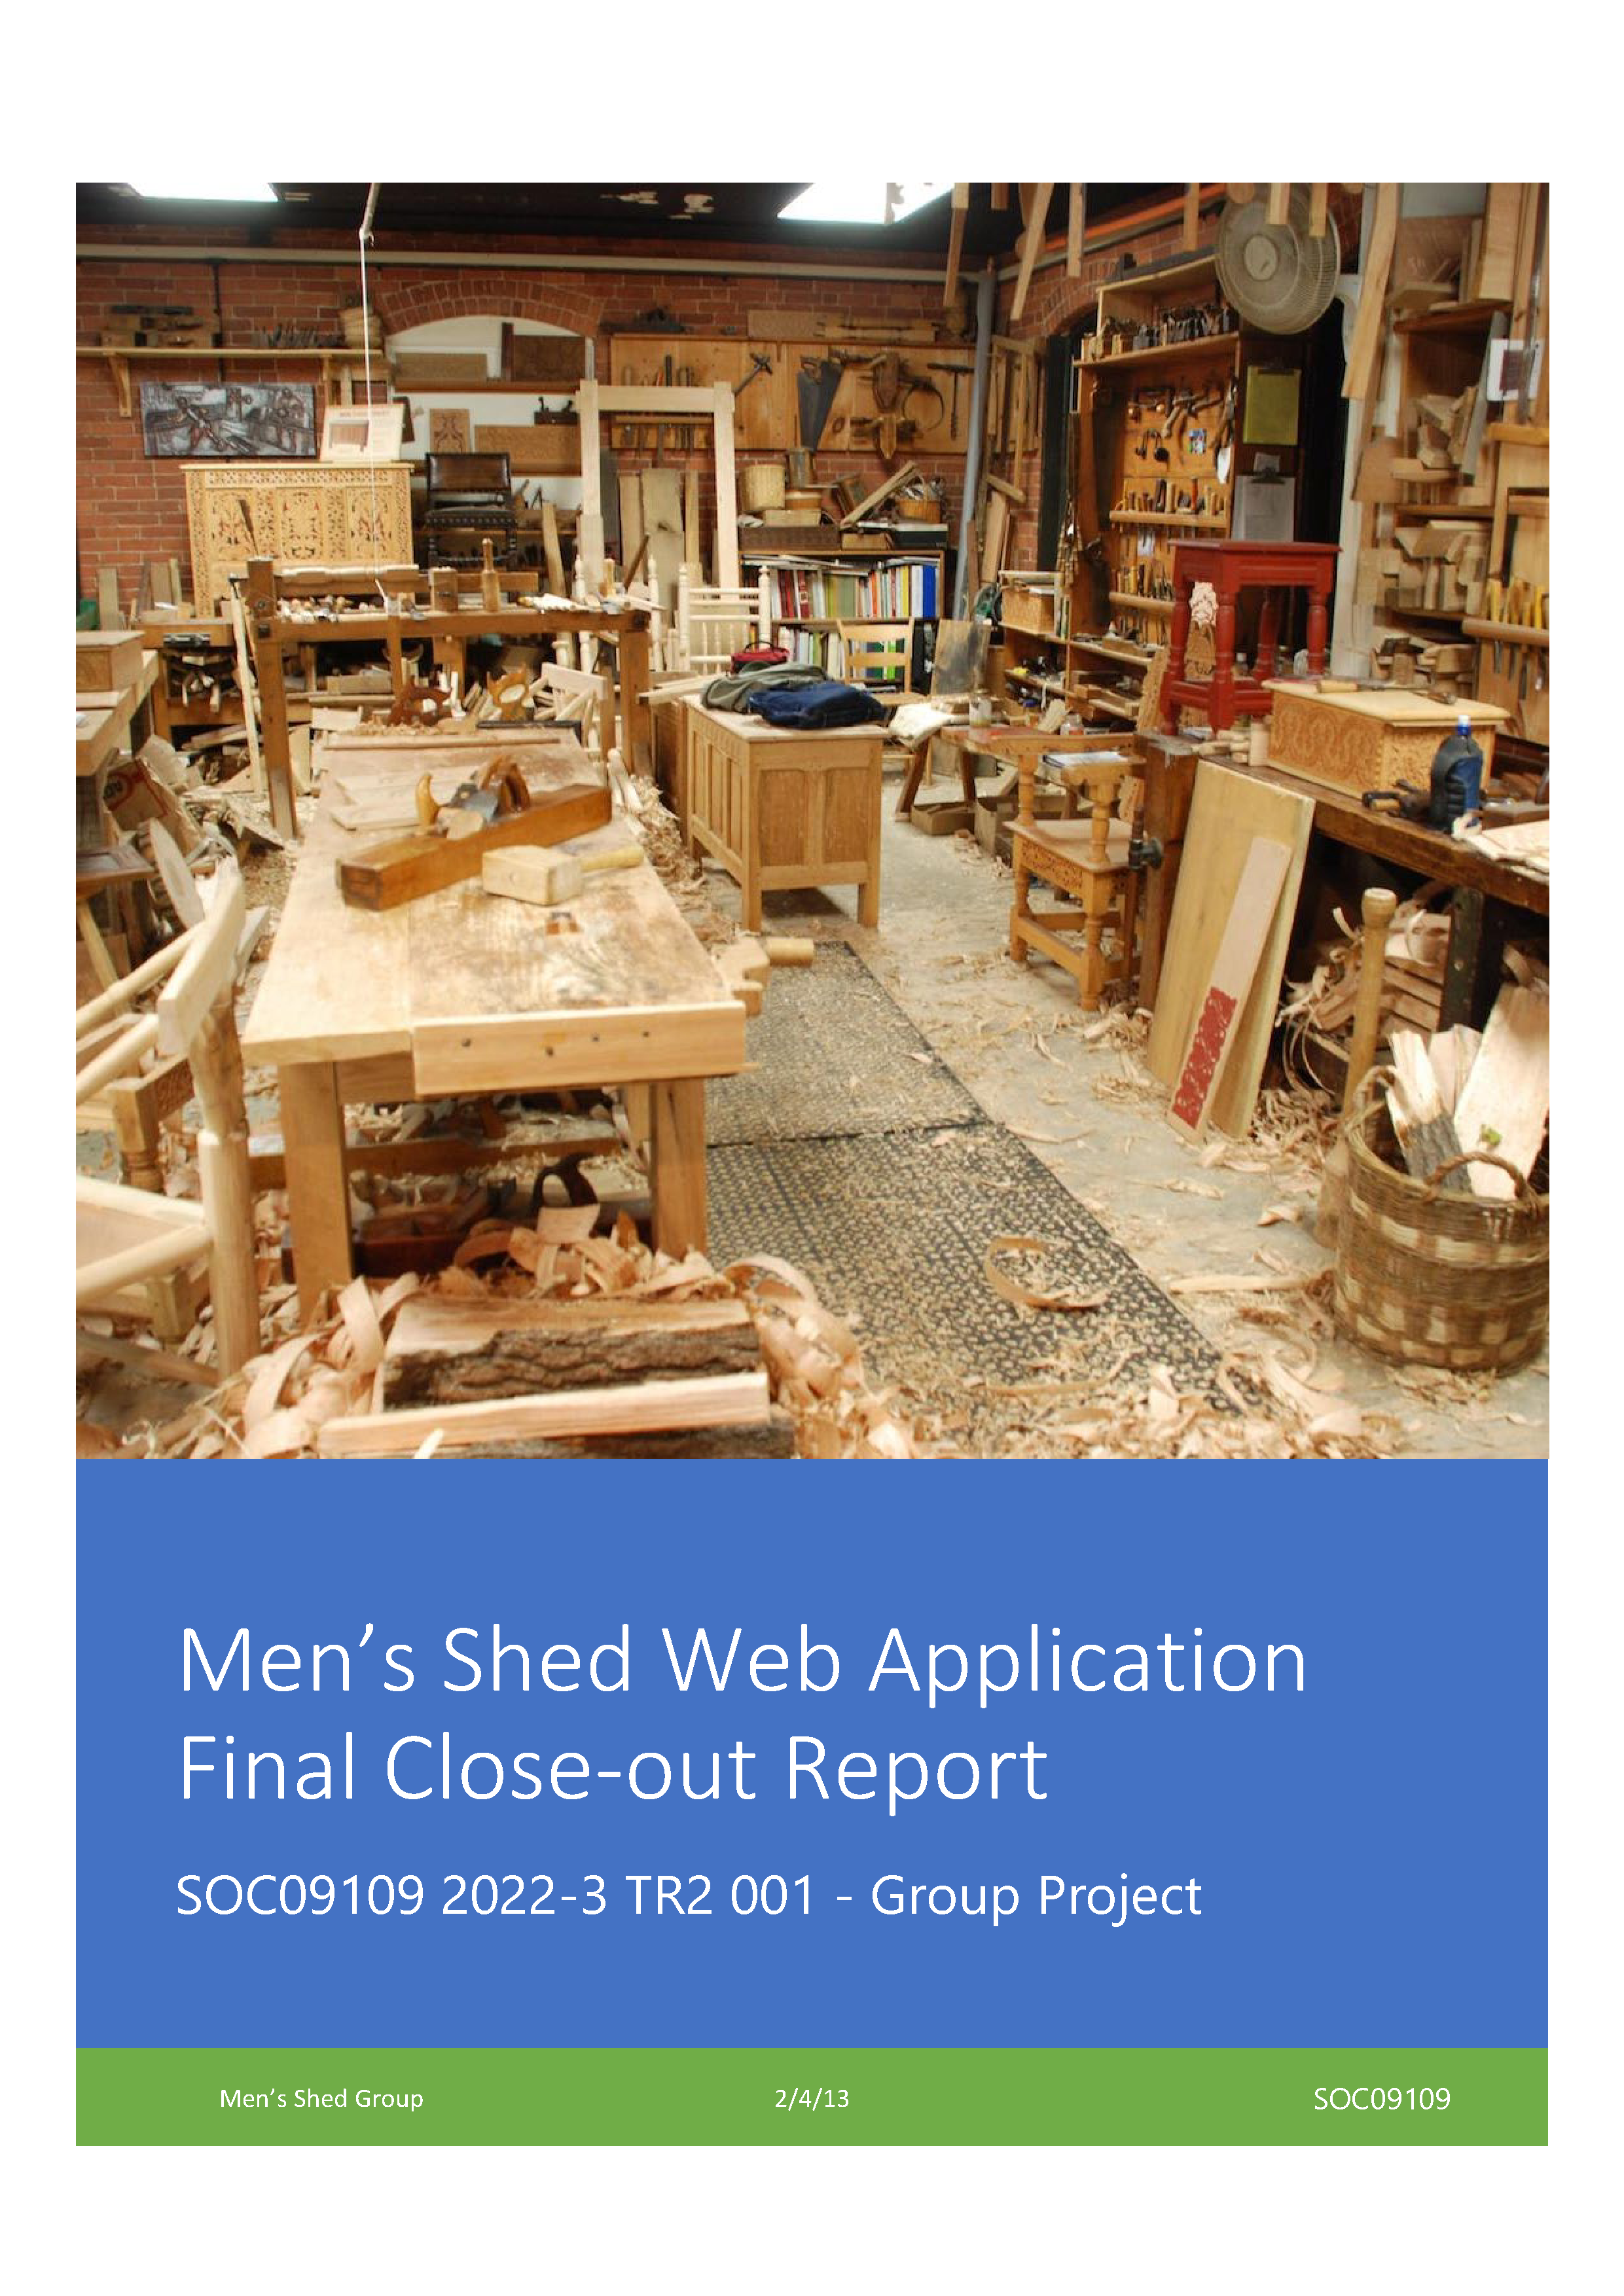 Men’s Shed Web Application
Final Close-out Report
SOC09109 2022-3 TR2 001 - Group Project
Men’s Shed Group 2/4/13 SOC09109